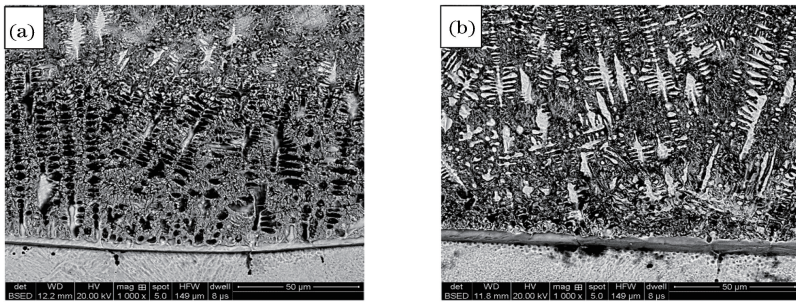 (a)
det WD HV mag spot HFW dwell 50 µm
BSED 12.2 mm 20.00 kV 1 000 x 5.0 149 µm 8 µs
(b)
det WD HV mag spot HFW dwell 50 µm
BSED 11.8 mm 20.00 kV 1 000 x 5.0 149 µm 8 µs